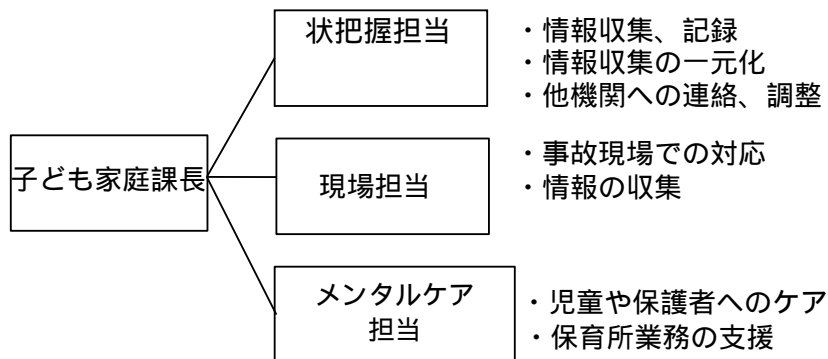 状把握担当
・情報収集、記録
・情報収集の一元化
・他機関への連絡、調整
子ども家庭課長
現場担当
・事故現場での対応
・情報の収集
メンタルケア
担当
・児童や保護者へのケア
・保育所業務の支援